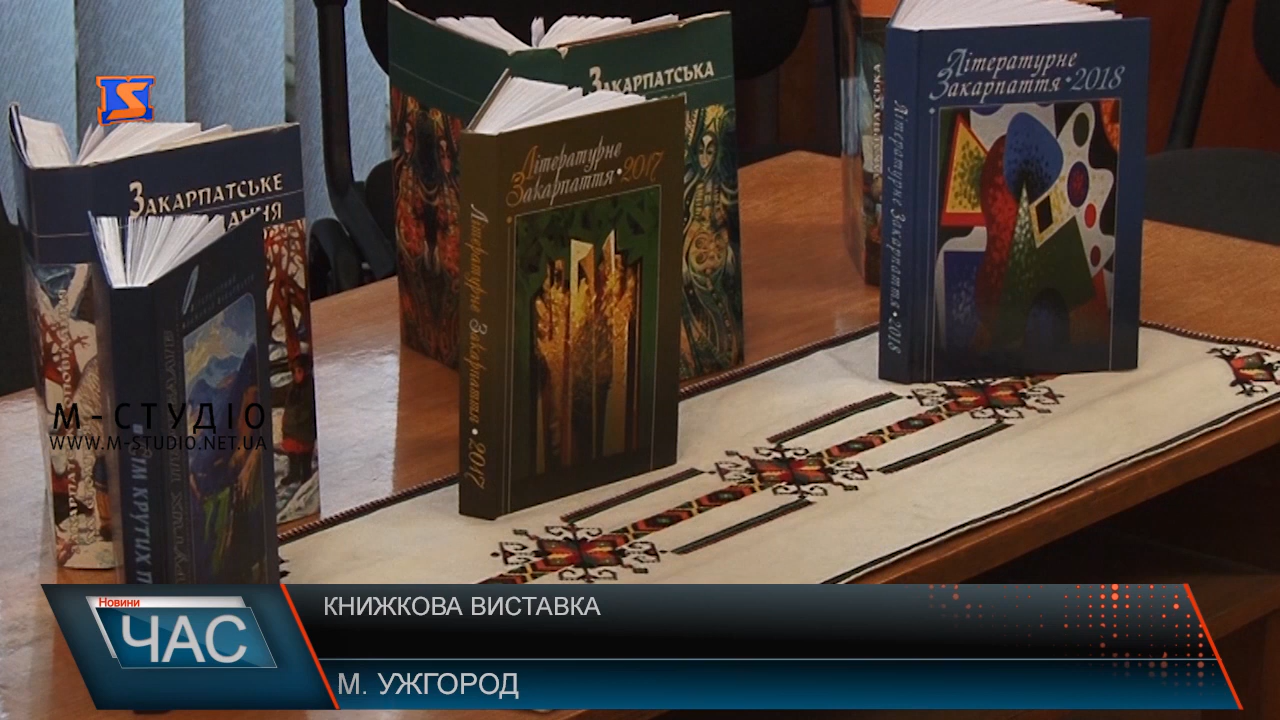 ЗАКАРПАТСЬКА
Літературне
Закарпаття • 2018
Літературне Закарпаття • 2018
Літературне
Закарпаття • 2017
Літературне Закарпаття • 2017
ЗАКАРПАТСЬКЕ
М-СТУДІО
WWW.M-STUDIO.NET.UA
Новини
ЧАС
КНИЖКОВА ВИСТАВКА
М. УЖГОРОД